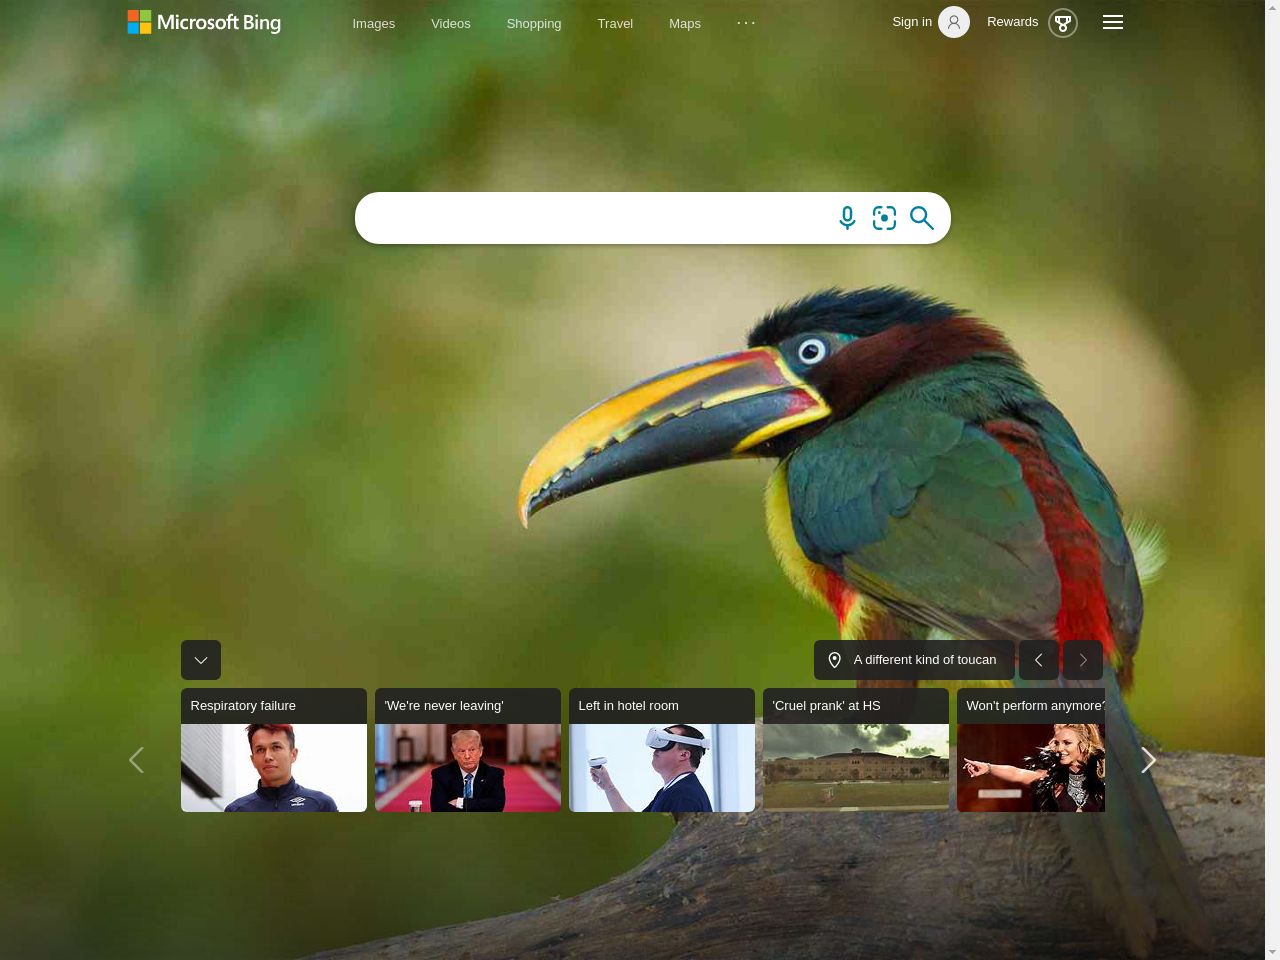 Microsoft Bing
Images Videos Shopping Travel Maps ...
Sign in Rewards
A different kind of toucan
Respiratory failure
'We're never leaving'
Left in hotel room
'Cruel prank' at HS
Won't perform anymore?